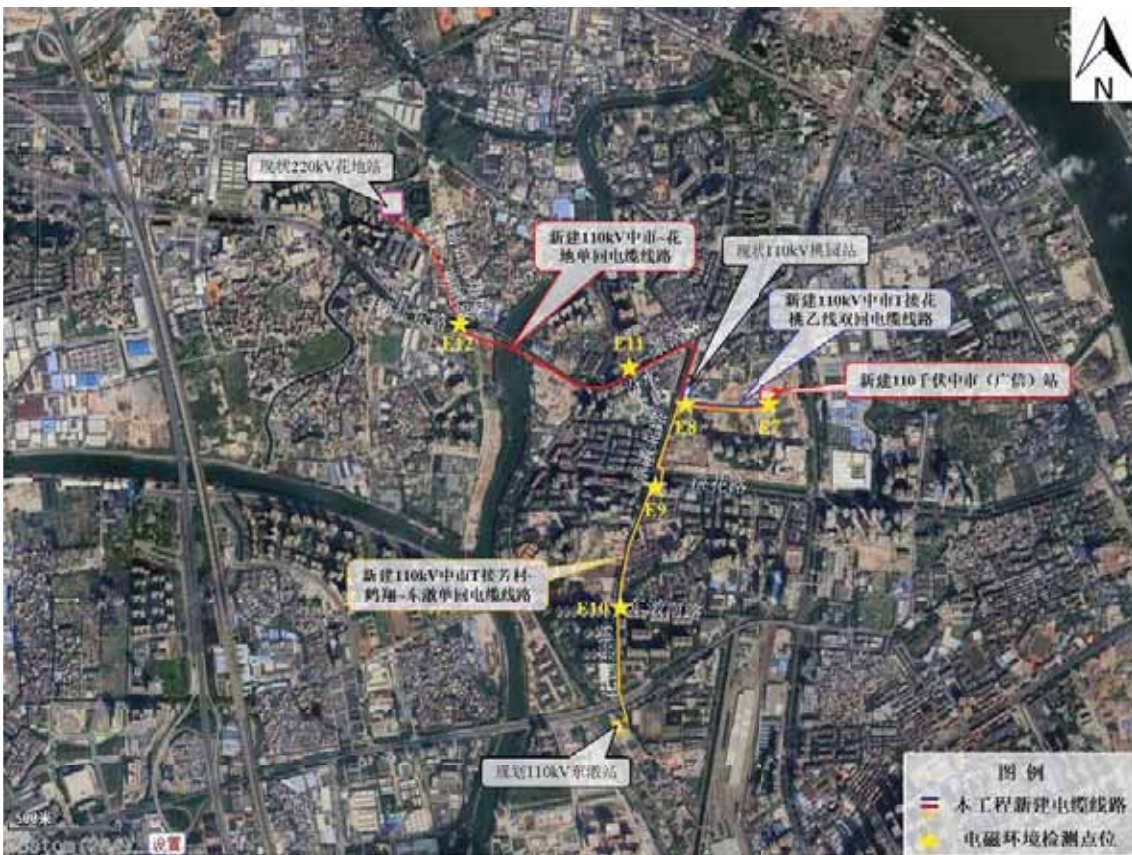 N
现状220kV花地站
新建110kV中市-花
地单回电缆线路
现状110kV桃园站
新建110kV中市T接花
桃乙线双回电缆线路
新建110千伏中市（广信）站
E12
E11
E8
E7
E9
新建110kV中市T接芳村-
鹤翔-东漖单回电缆线路
E10
规划110kV东漖站
500米
设置
图 例
本工程新建电缆线路
电磁环境检测点位